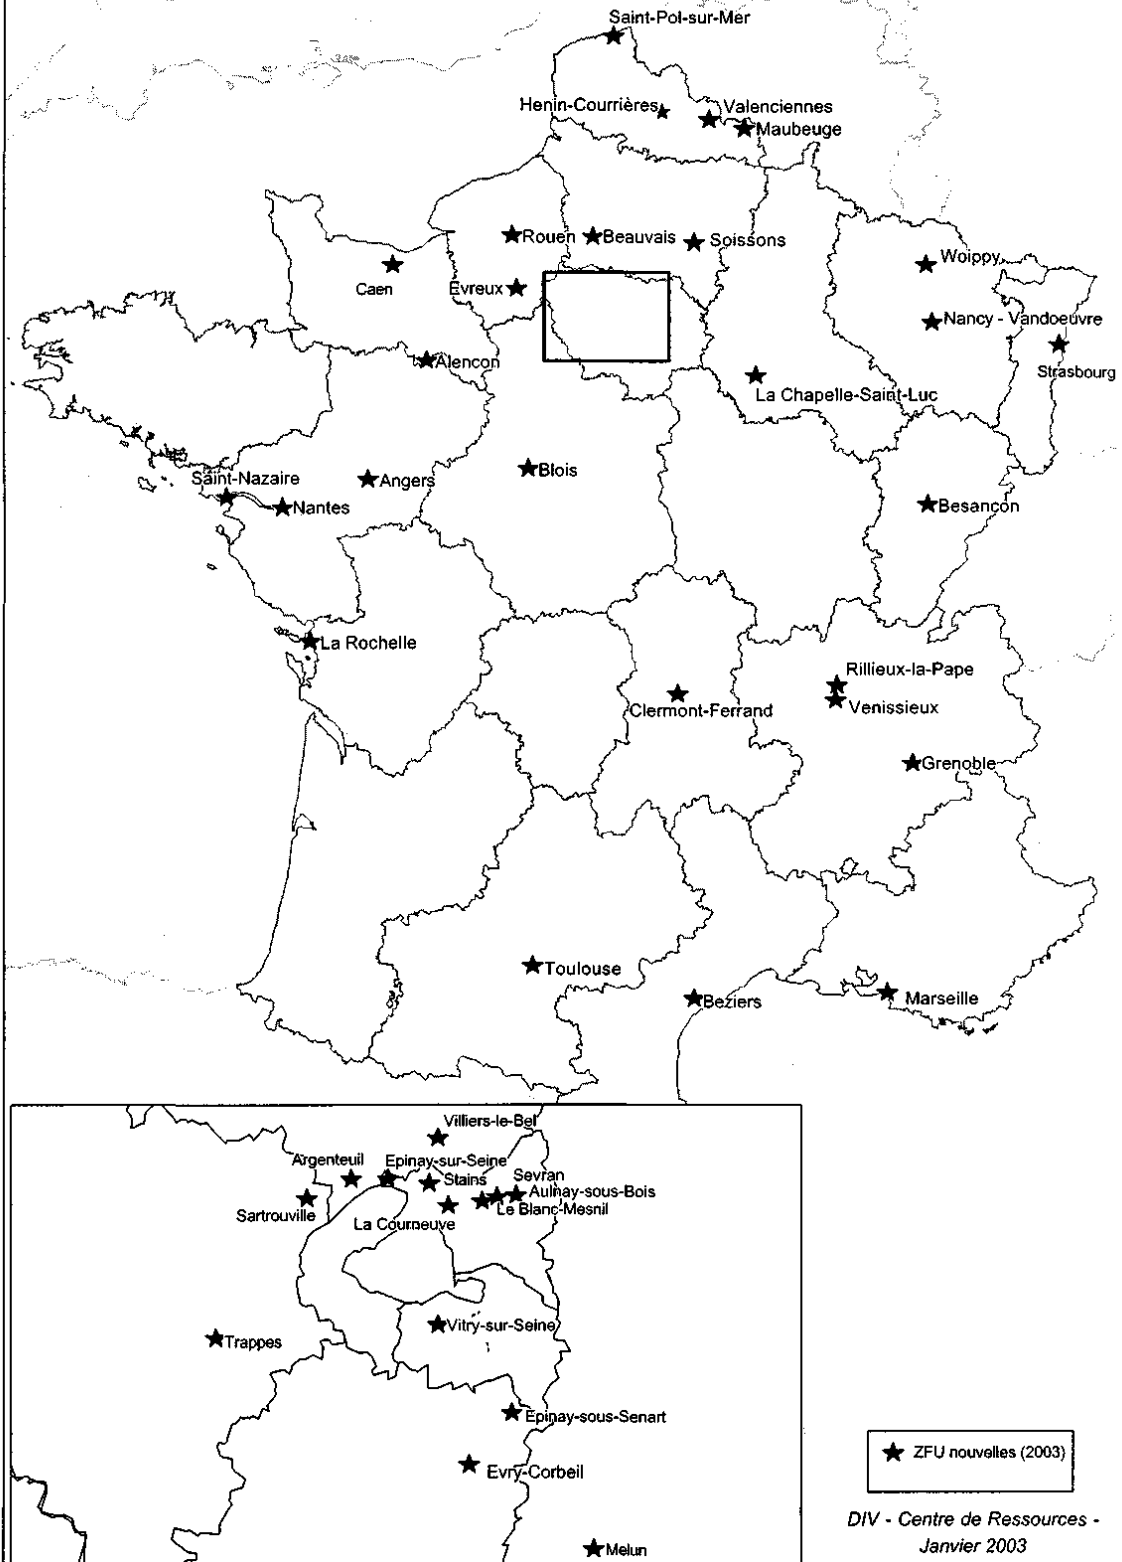 Saint-Pol-sur-Mer
Henin-Courrières
Valenciennes
Maubeuge
Rouen
Beauvais
Soissons
Caen
Evreux
Woippy
Nancy - Vandoeuvre
Strasbourg
Alencon
La Chapelle-Saint-Luc
Saint-Nazaire
Nantes
Angers
Blois
Besancon
La Rochelle
Rillieux-la-Pape
Venissieux
Clermont-Ferrand
Grenoble
Toulouse
Beziers
Marseille
Villiers-le-Bel
Argenteuil
Epinay-sur-Seine
Stains
Sevran
Aulnay-sous-Bois
Le Blanc-Mesnil
Sartrouville
La Courneuve
Trappes
Vitry-sur-Seine
Epinay-sous-Senart
Evry-Corbeil
Melun
ZFU nouvelles (2003)
DIV - Centre de Ressources -
Janvier 2003